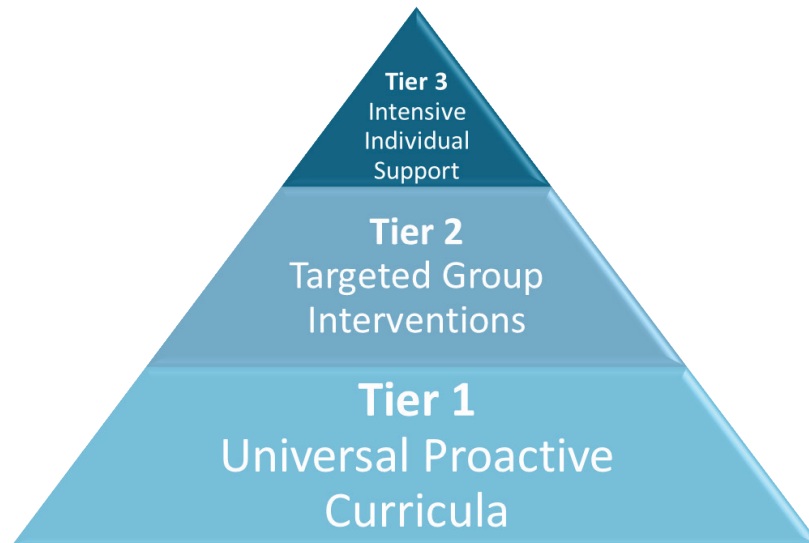 Tier 3
Intensive
Individual
Support
Tier 2
Targeted Group
Interventions
Tier 1
Universal Proactive
Curricula